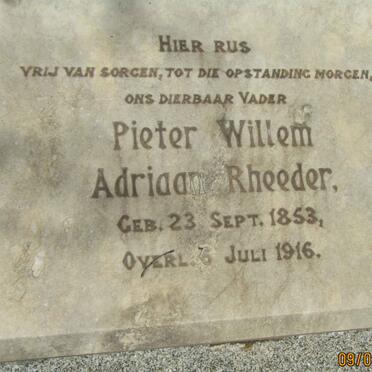 HIER RUS
VRIJ VAN SORGEN, TOT DIE OPSTANDING MORGEN,
ONS DIERBAAR VADER
Pieter Willem
Adriaan Rheeder,
GEB. 23 SEPT. 1853,
OVERL. JULI 1916.
09/0